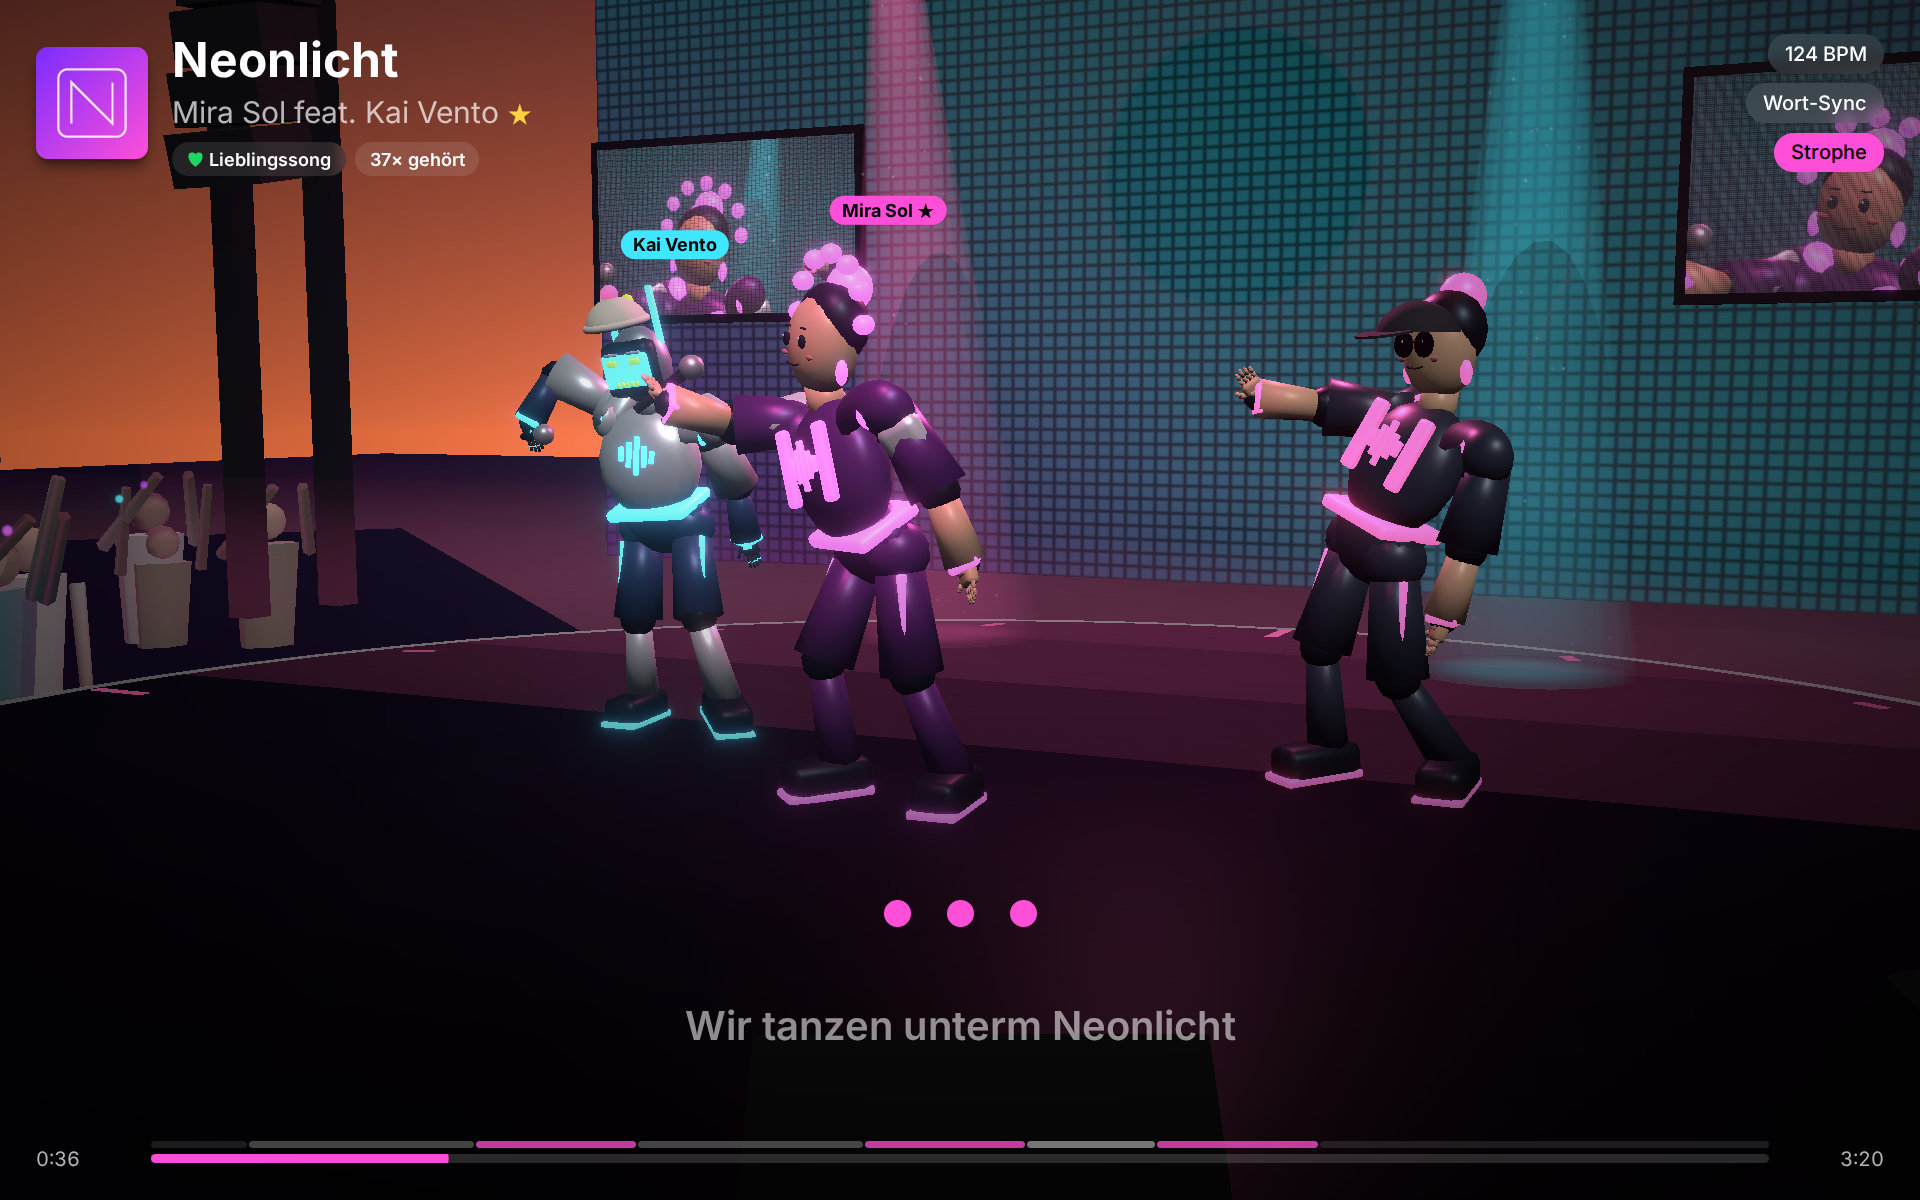 N
Neonlicht
Mira Sol feat. Kai Vento ★
Lieblingssong
37× gehört
124 BPM
Wort-Sync
Strophe
Mira Sol ★
Kai Vento
Wir tanzen unterm Neonlicht
0:36
3:20